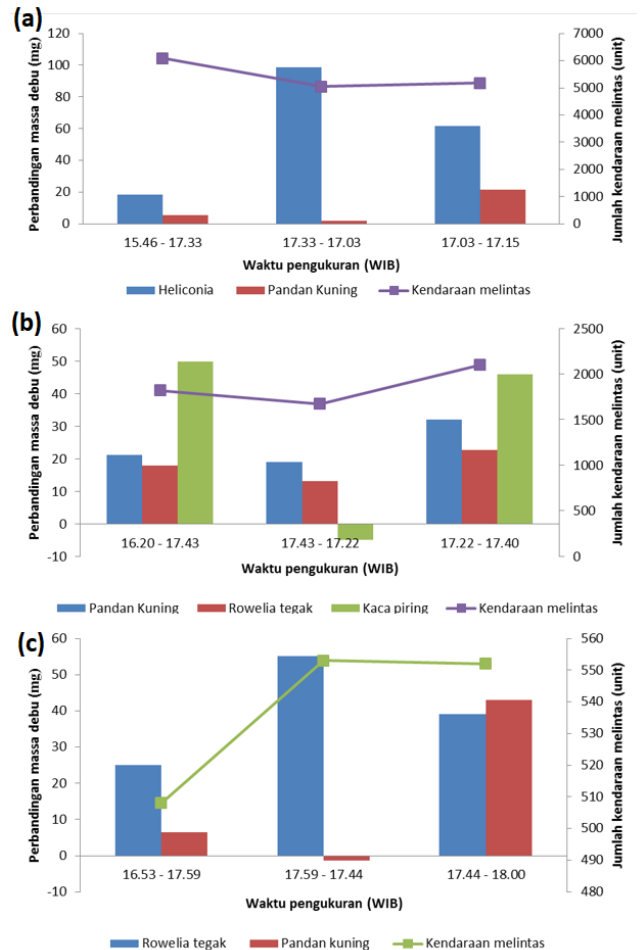 (a)
Perbandingan massa debu (mg)
120
100
80
60
40
20
0
7000
6000
5000
4000
3000
2000
1000
0
Jumlah kendaraan melintas (unit)
15.46 - 17.33 17.33 - 17.03 17.03 - 17.15
Waktu pengukuran (WIB)
Heliconia Pandan Kuning Kendaraan melintas
(b)
Perbandingan massa debu (mg)
60
50
40
30
20
10
0
-10
2500
2000
1500
1000
500
0
Jumlah kendaraan melintas (unit)
16.20 - 17.43 17.43 - 17.22 17.22 - 17.40
Waktu pengukuran (WIB)
Pandan Kuning Rowelia tegak Kaca piring Kendaraan melintas
(c)
Perbandingan massa debu (mg)
60
50
40
30
20
10
0
-10
560
550
540
530
520
510
500
490
480
Jumlah kendaraan melintas (unit)
16.53 - 17.59 17.59 - 17.44 17.44 - 18.00
Waktu pengukuran (WIB)
Rowelia tegak Pandan kuning Kendaraan melintas